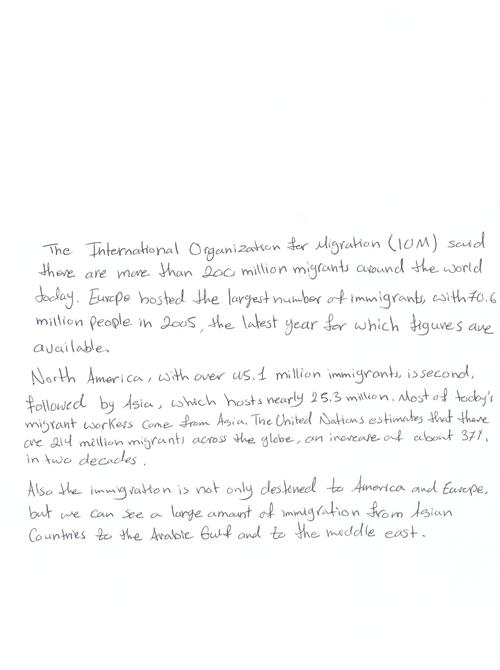 The International Organization for Migration (IOM) said
there are more than 200 million migrants around the world
today. Europe hosted the largest number of immigrants, with 70.6
million people in 2005, the latest year for which figures are
available.
North America, with over 45.1 million immigrants, is second,
followed by Asia, which hosts nearly 25.3 million. Most of today's
migrant workers come from Asia. The United Nations estimates that there
are 214 million migrants across the globe, an increase of about 37%
in two decades.
Also the immigration is not only destened to America and Europe,
but we can see a large amount of immigration from Asian
Countries to the Arabic Gulf and to the middle east.